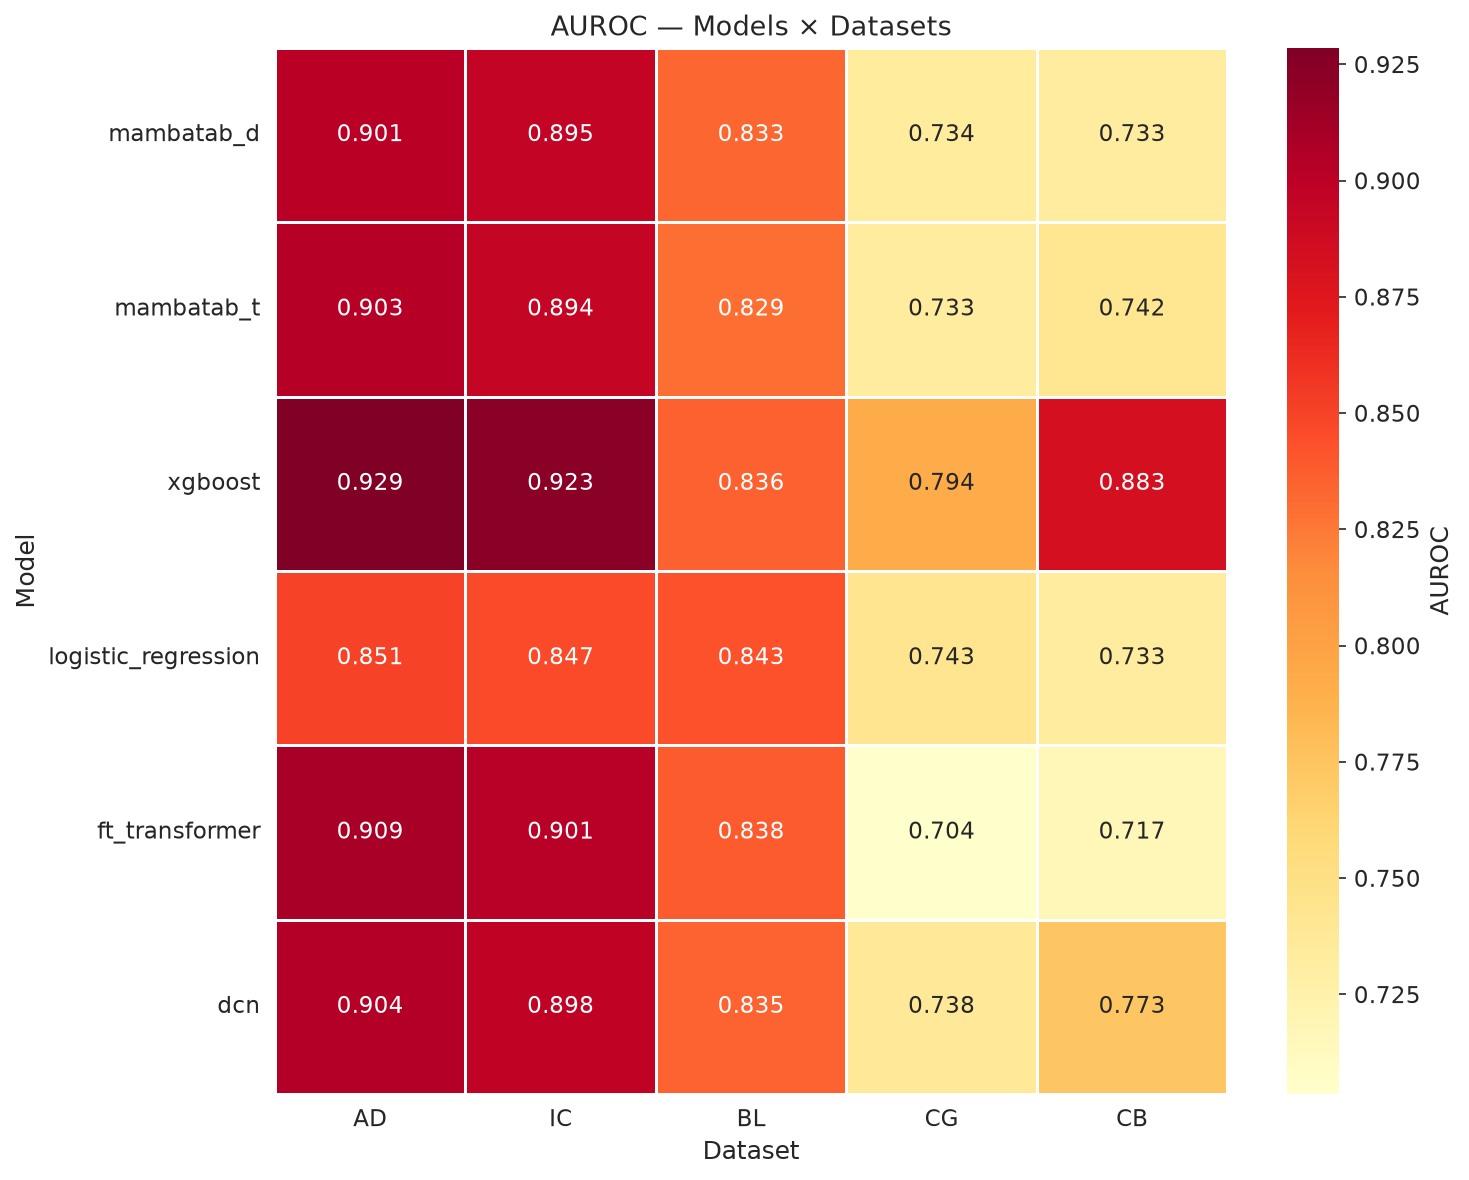 AUROC — Models × Datasets
mambatab_d 0.901 0.895 0.833 0.734 0.733
mambatab_t 0.903 0.894 0.829 0.733 0.742
xgboost 0.929 0.923 0.836 0.794 0.883
logistic_regression 0.851 0.847 0.843 0.743 0.733
ft_transformer 0.909 0.901 0.838 0.704 0.717
dcn 0.904 0.898 0.835 0.738 0.773
AD IC BL CG CB
Dataset
Model
0.925
0.900
0.875
0.850
0.825
0.800
0.775
0.750
0.725
AUROC